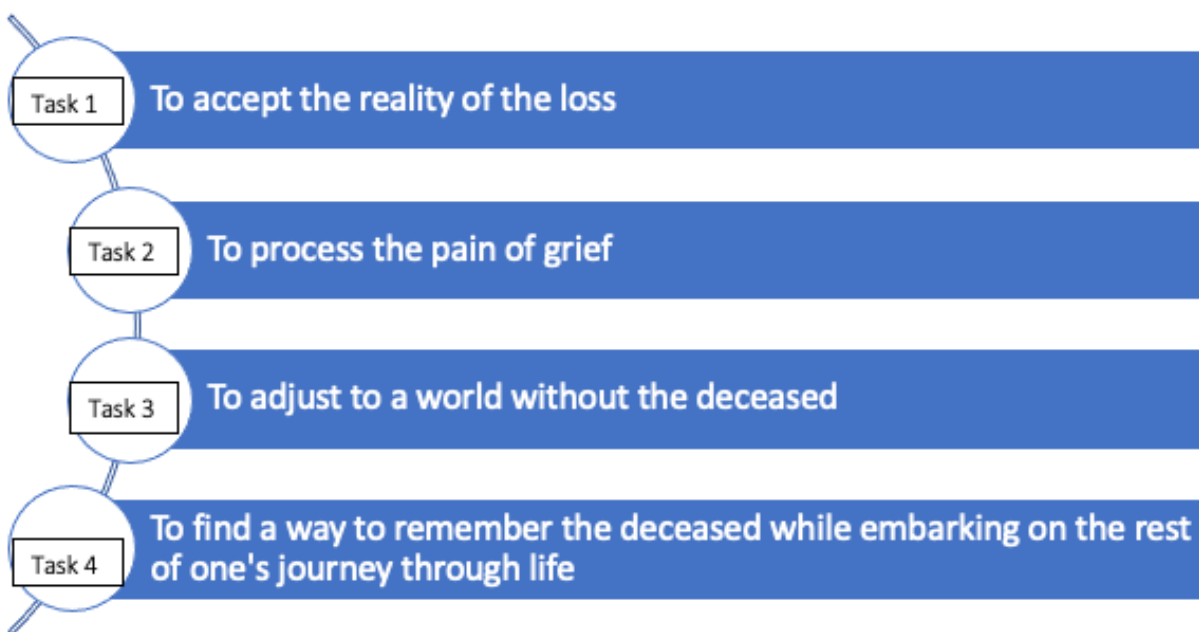 Task 1
To accept the reality of the loss
Task 2
To process the pain of grief
Task 3
To adjust to a world without the deceased
Task 4
To find a way to remember the deceased while embarking on the rest
of one's journey through life